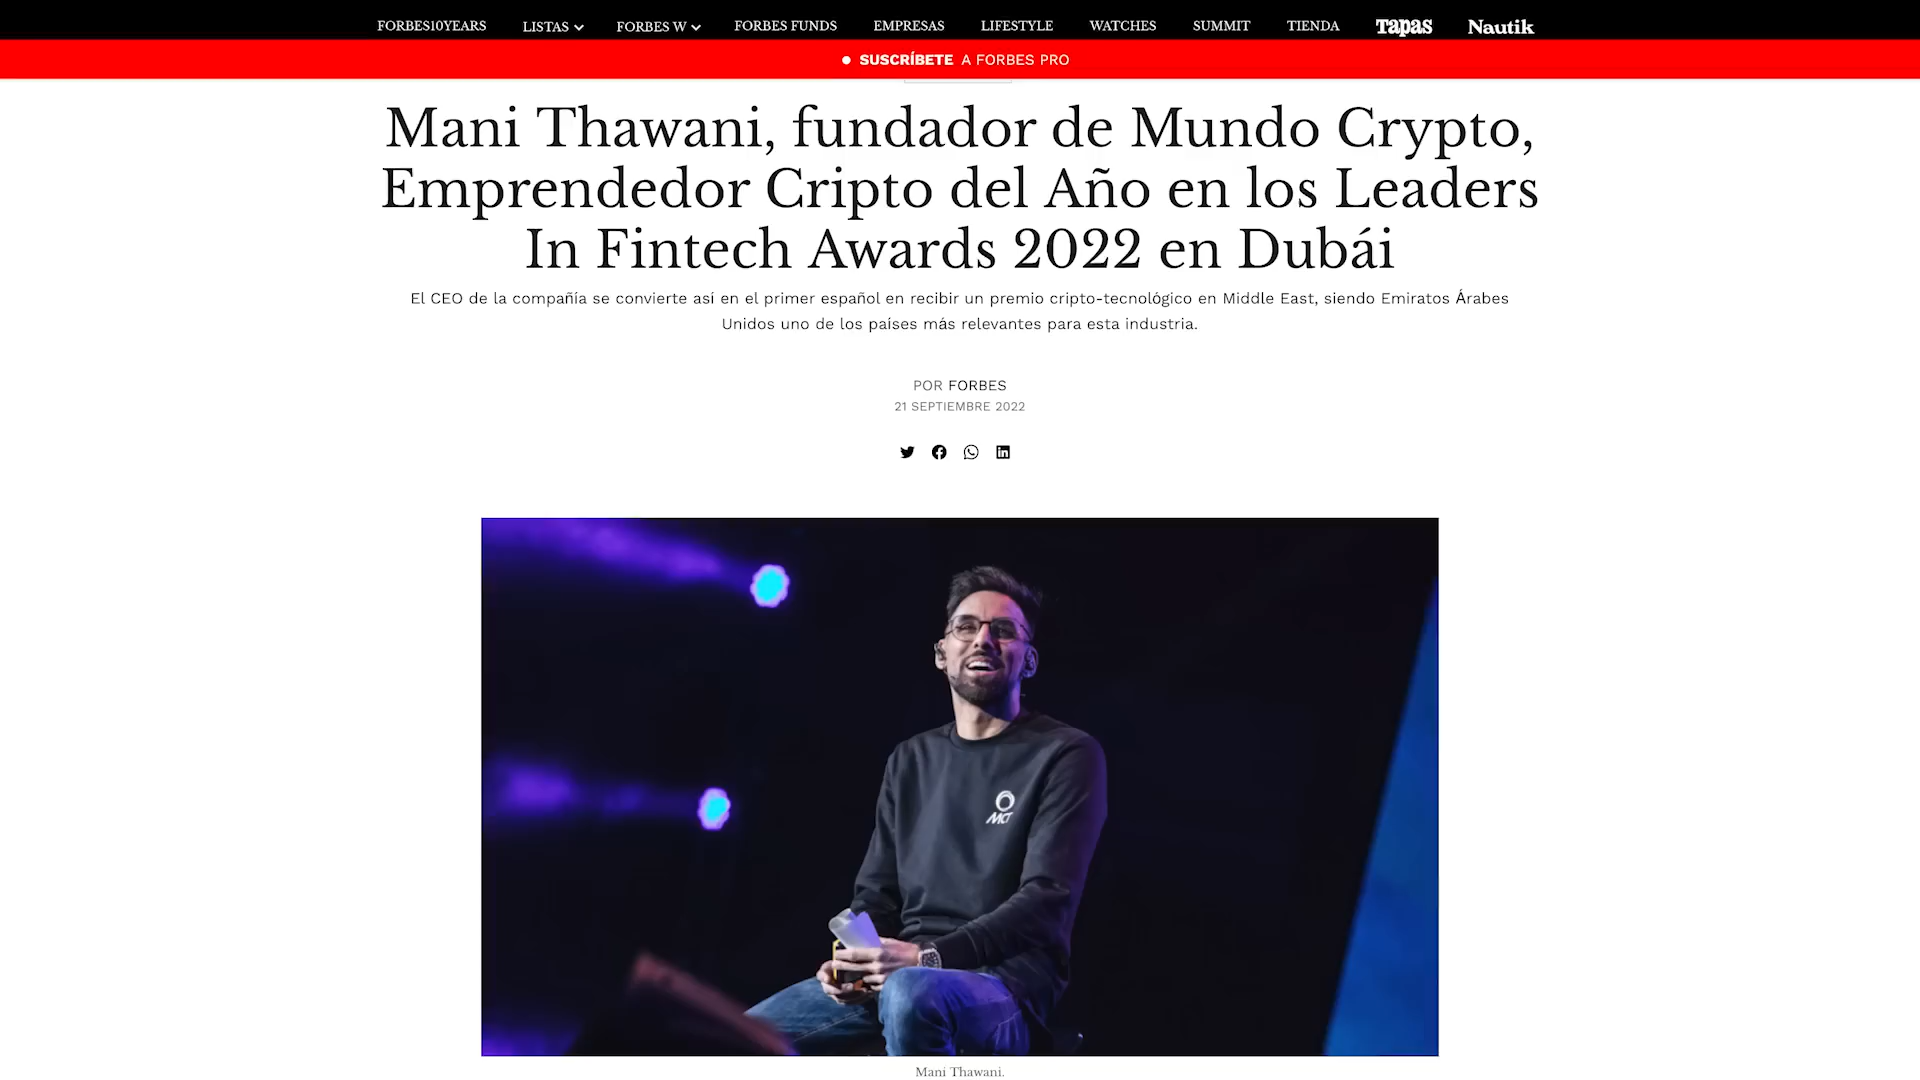 FORBES10YEARS LISTAS FORBES W FORBES FUNDS EMPRESAS LIFESTYLE WATCHES SUMMIT TIENDA Tapas Nautik
SUSCRÍBETE A FORBES PRO
Mani Thawani, fundador de Mundo Crypto,
Emprendedor Cripto del Año en los Leaders
In Fintech Awards 2022 en Dubái
El CEO de la compañía se convierte así en el primer español en recibir un premio cripto-tecnológico en Middle East, siendo Emiratos Árabes
Unidos uno de los países más relevantes para esta industria.
POR FORBES
21 SEPTIEMBRE 2022
MCT
Mani Thawani.